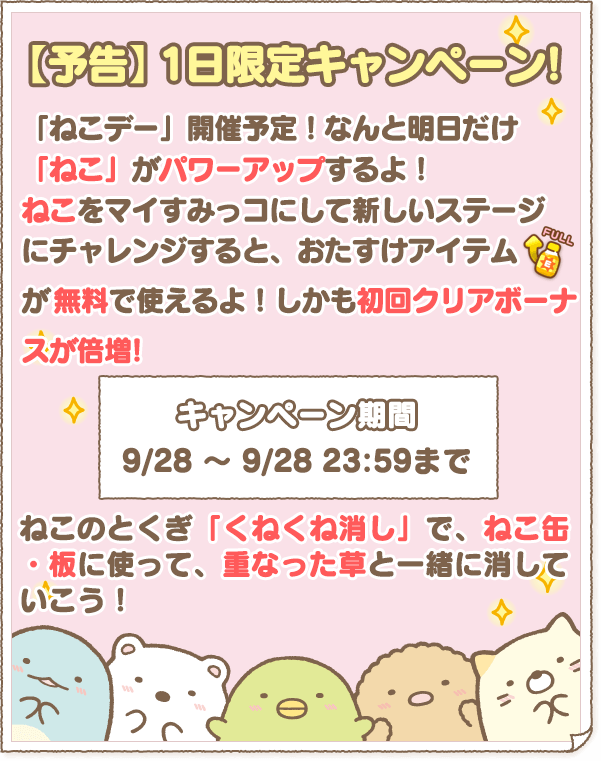 【予告】1日限定キャンペーン!
「ねこデー」開催予定！なんと明日だけ
「ねこ」がパワーアップするよ！
ねこをマイすみっコにして新しいステージ
にチャレンジすると、おたすけアイテム
FULL
が無料で使えるよ！しかも初回クリアボーナ
スが倍増!
キャンペーン期間
9/28 〜 9/28 23:59まで
ねこのとくぎ「くねくね消し」で、ねこ缶
・板に使って、重なった草と一緒に消して
いこう！